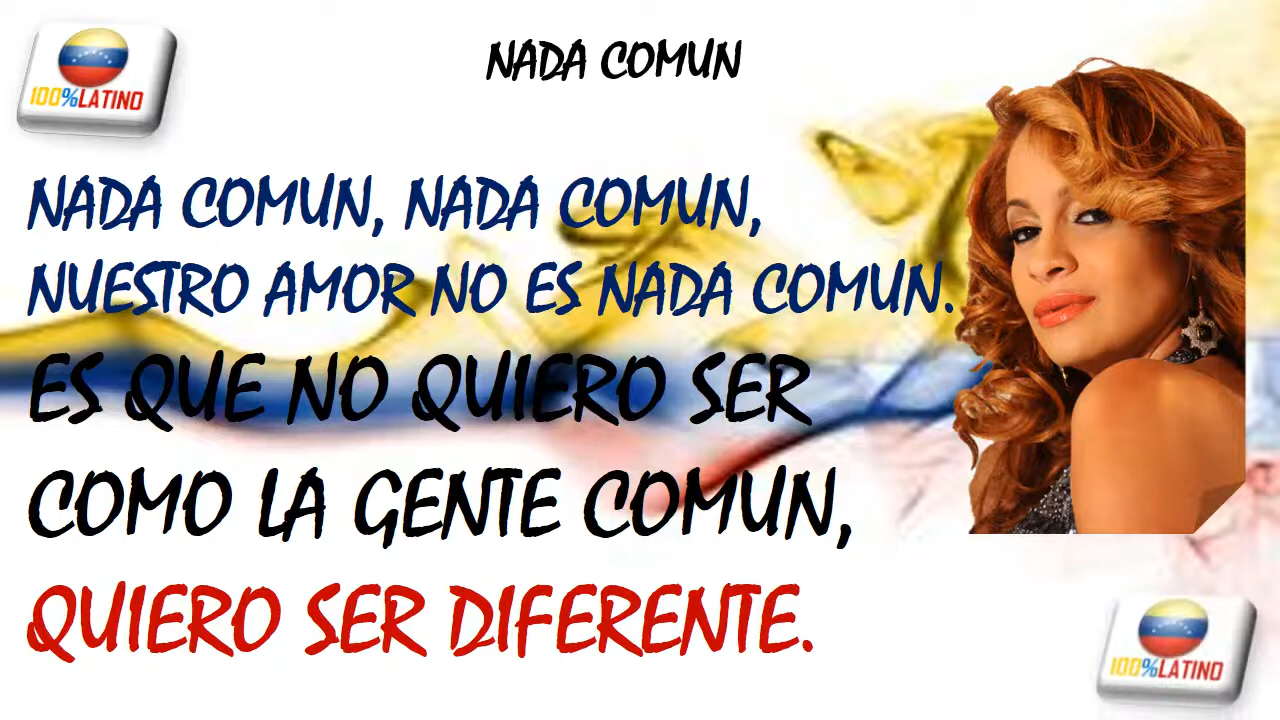 100%LATINO
NADA COMUN
NADA COMUN, NADA COMUN,
NUESTRO AMOR NO ES NADA COMUN.
ES QUE NO QUIERO SER
COMO LA GENTE COMUN,
QUIERO SER DIFERENTE.
100%LATINO